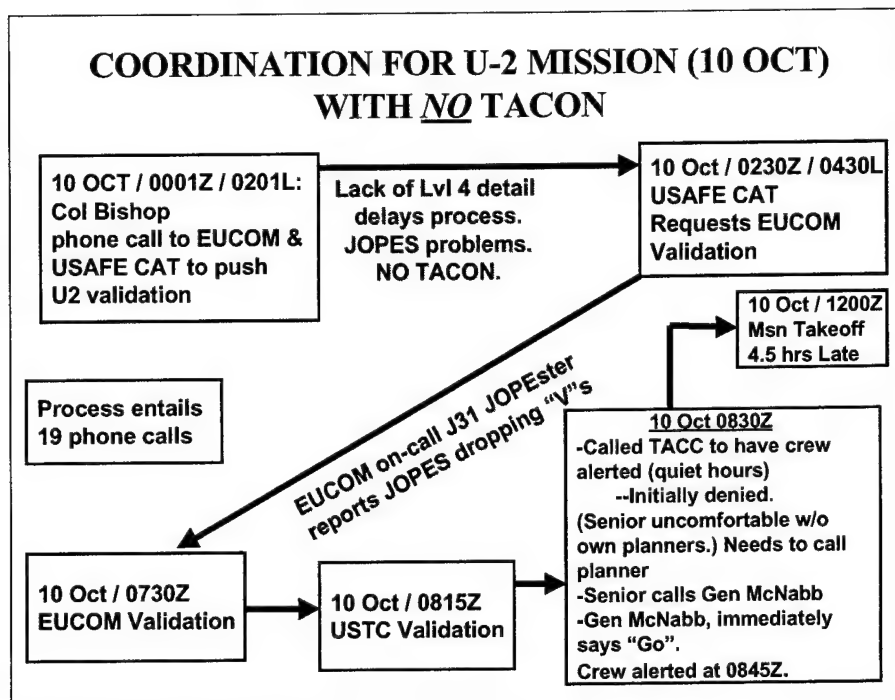 COORDINATION FOR U-2 MISSION (10 OCT)
WITH NO TACON
10 OCT / 0001Z / 0201L:
Col Bishop
phone call to EUCOM &
USAFE CAT to push
U2 validation
Lack of Lvl 4 detail
delays process.
JOPES problems.
NO TACON.
10 Oct / 0230Z / 0430L
USAFE CAT
Requests EUCOM
Validation
10 Oct / 1200Z
Msn Takeoff
4.5 hrs Late
Process entails
19 phone calls
EUCOM on-call J31 JOPEster
reports JOPES dropping “V”s
10 Oct / 0730Z
EUCOM Validation
10 Oct / 0815Z
USTC Validation
10 Oct 0830Z
-Called TACC to have crew
alerted (quiet hours)
--Initially denied.
(Senior uncomfortable w/o
own planners.) Needs to call
planner
-Senior calls Gen McNabb
-Gen McNabb, immediately
says “Go”.
Crew alerted at 0845Z.